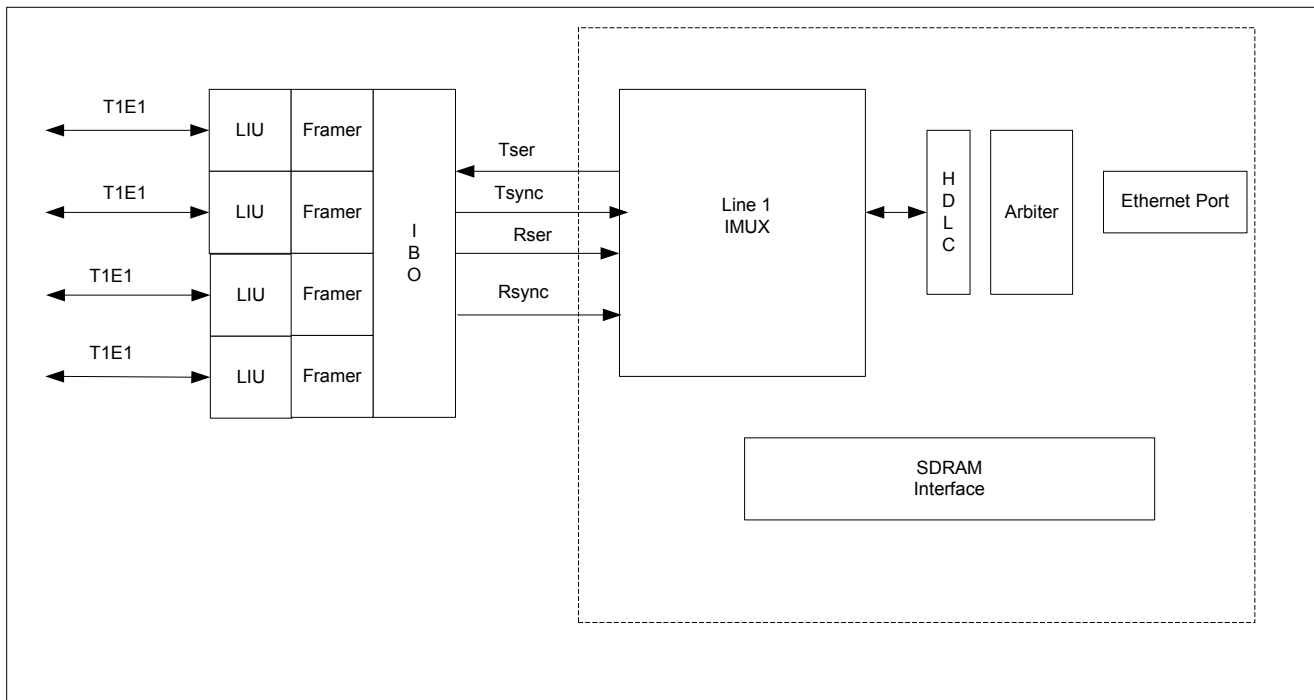 T1E1
LIU
Framer
T1E1
LIU
Framer
T1E1
LIU
Framer
T1E1
LIU
Framer
I
B
O
Tser
Tsync
Rser
Rsync
Line 1
IMUX
H
D
L
C
Arbiter
Ethernet Port
SDRAM
Interface